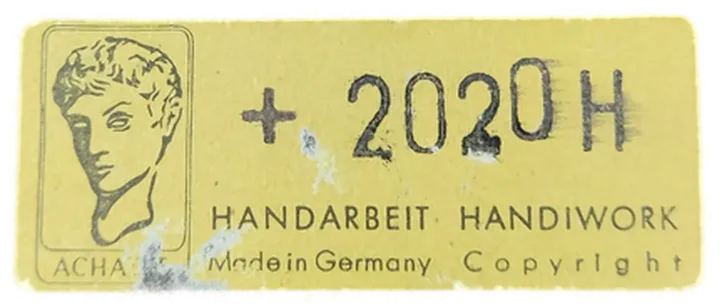 + 2020 H
HANDARBEIT HANDIWORK
Made in Germany Copyright